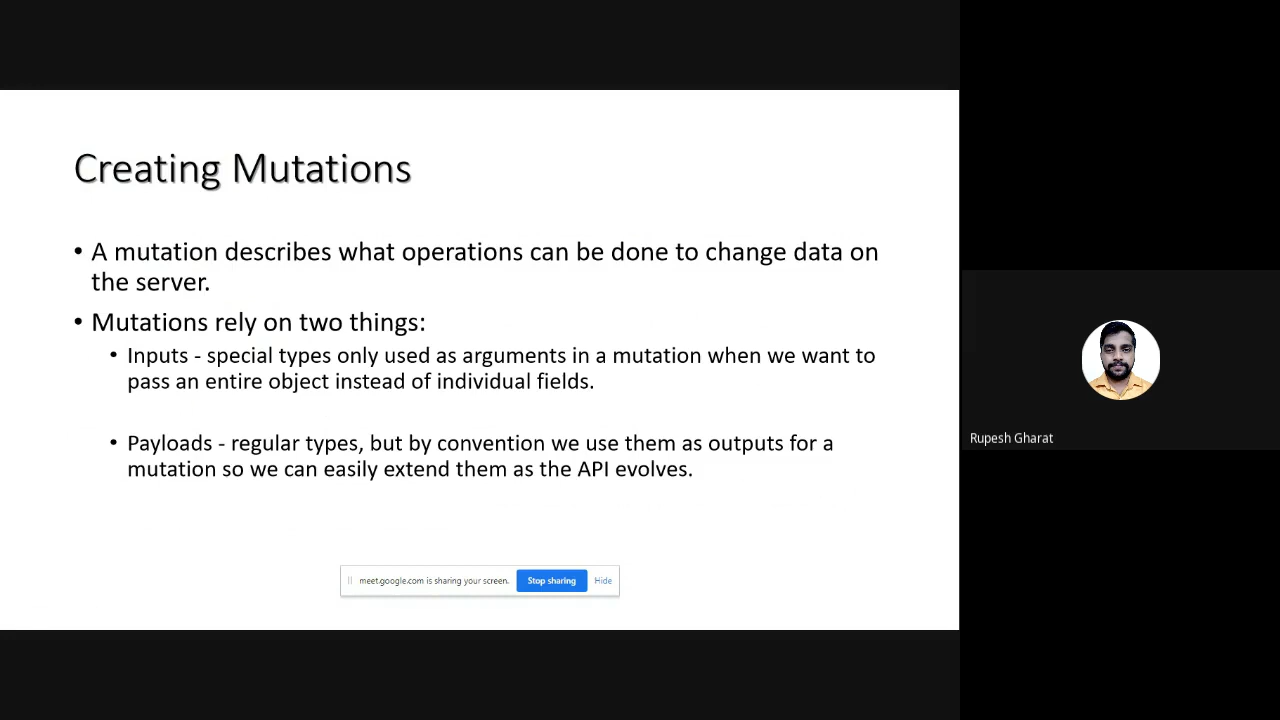 Creating Mutations
• A mutation describes what operations can be done to change data on
the server.
• Mutations rely on two things:
• Inputs - special types only used as arguments in a mutation when we want to
pass an entire object instead of individual fields.
• Payloads - regular types, but by convention we use them as outputs for a
mutation so we can easily extend them as the API evolves.
meet.google.com is sharing your screen. Stop sharing Hide
Rupesh Gharat